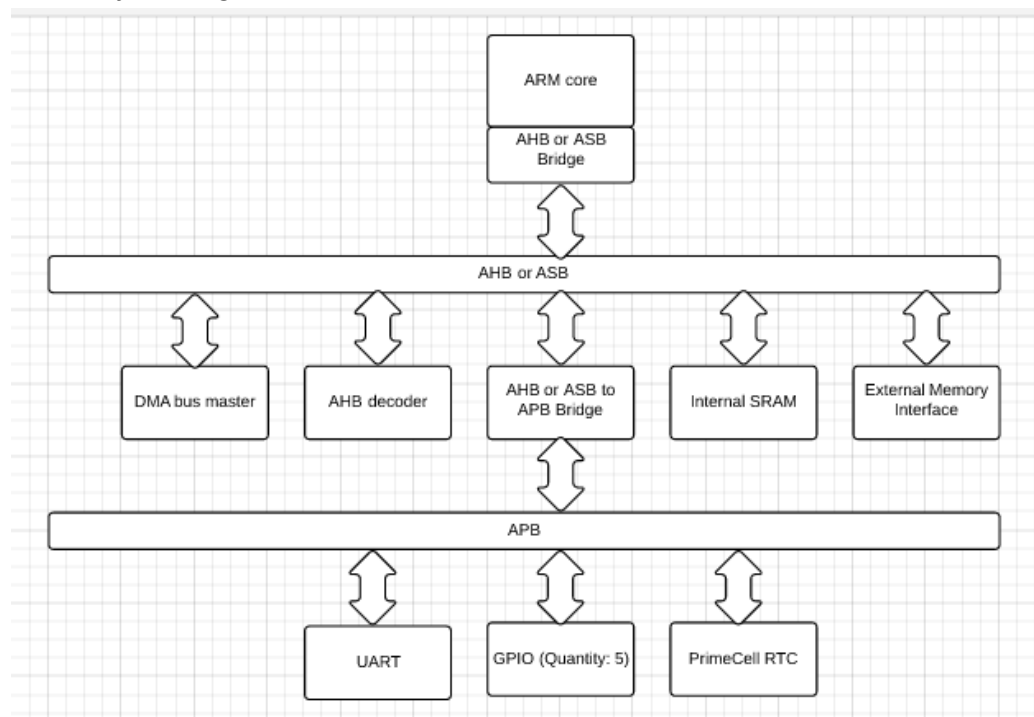 ARM core
AHB or ASB
Bridge
AHB or ASB
DMA bus master
AHB decoder
AHB or ASB to
APB Bridge
Internal SRAM
External Memory
Interface
APB
UART
GPIO (Quantity: 5)
PrimeCell RTC